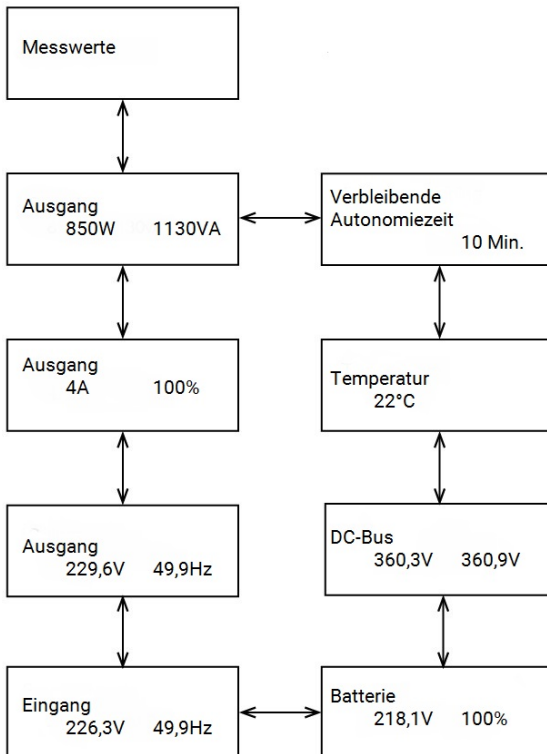 Messwerte
Ausgang
850W 1130VA
Verbleibende
Autonomiezeit
10 Min.
Ausgang
4A 100%
Temperatur
22°C
Ausgang
229,6V 49,9Hz
DC-Bus
360,3V 360,9V
Eingang
226,3V 49,9Hz
Batterie
218,1V 100%